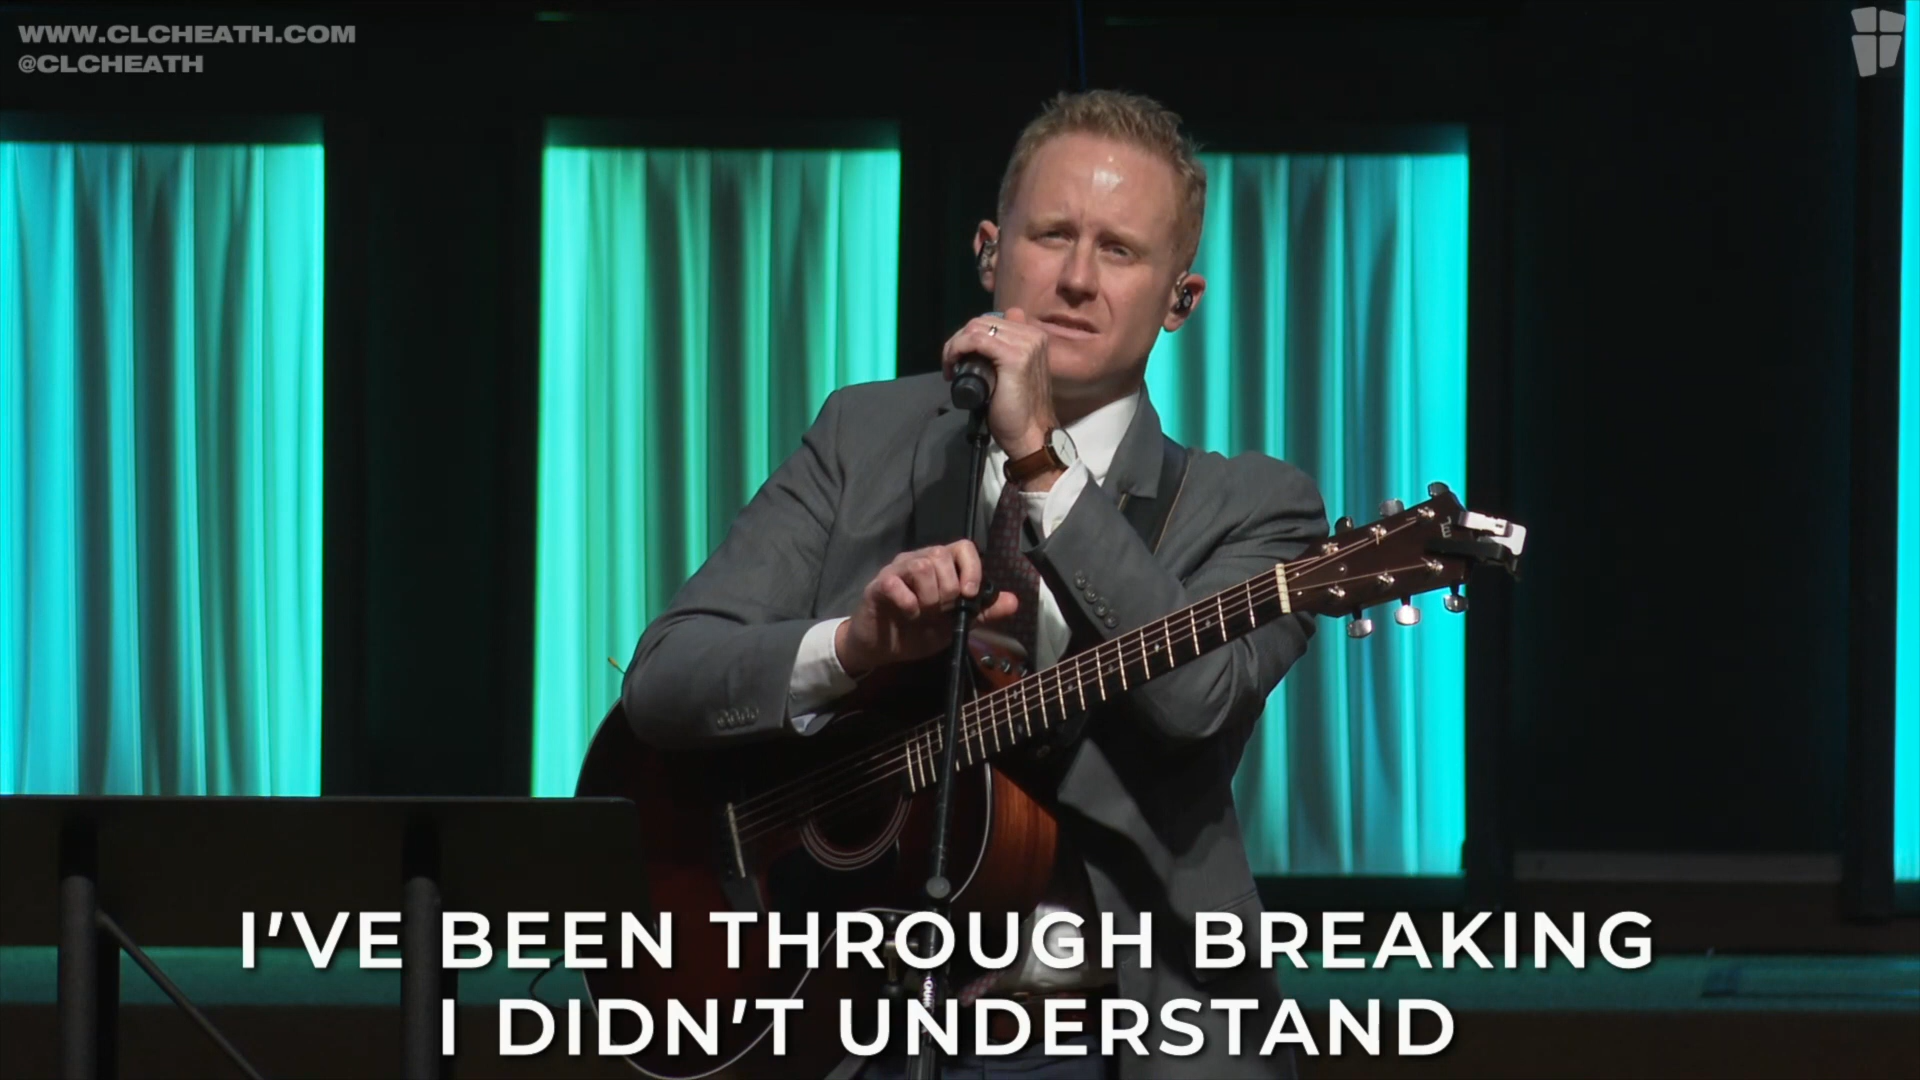 WWW.CLCHEATH.COM
@CLCHEATH
I'VE BEEN THROUGH BREAKING
I DIDN'T UNDERSTAND